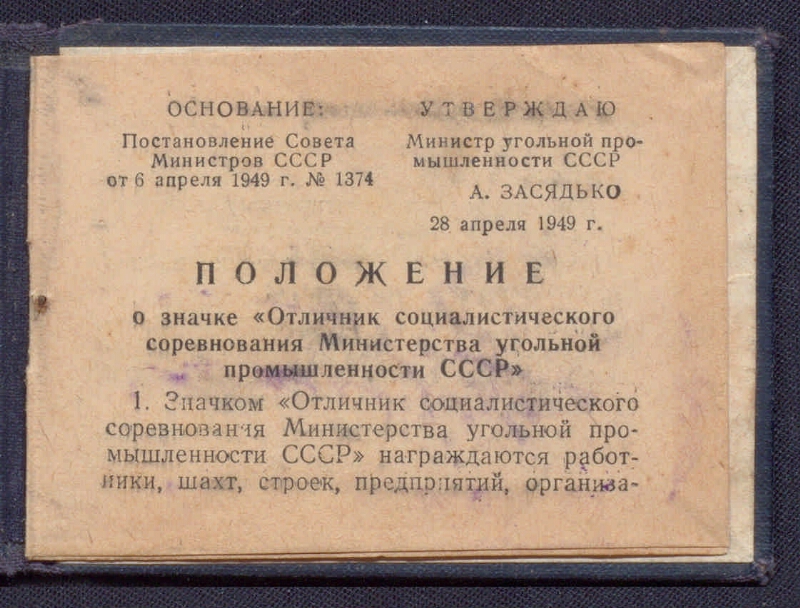 ОСНОВАНИЕ:
Постановление Совета
Министров СССР
от 6 апреля 1949 г. № 1374
УТВЕРЖДАЮ
Министр угольной про-
мышленности СССР
А. ЗАСЯДЬКО
28 апреля 1949 г.
ПОЛОЖЕНИЕ
о значке «Отличник социалистического
соревнования Министерства угольной
промышленности СССР»
1. Значком «Отличник социалистического
соревнования Министерства угольной про-
мышленности СССР» награждаются работ-
ники, шахт, строек, предприятий, организа-